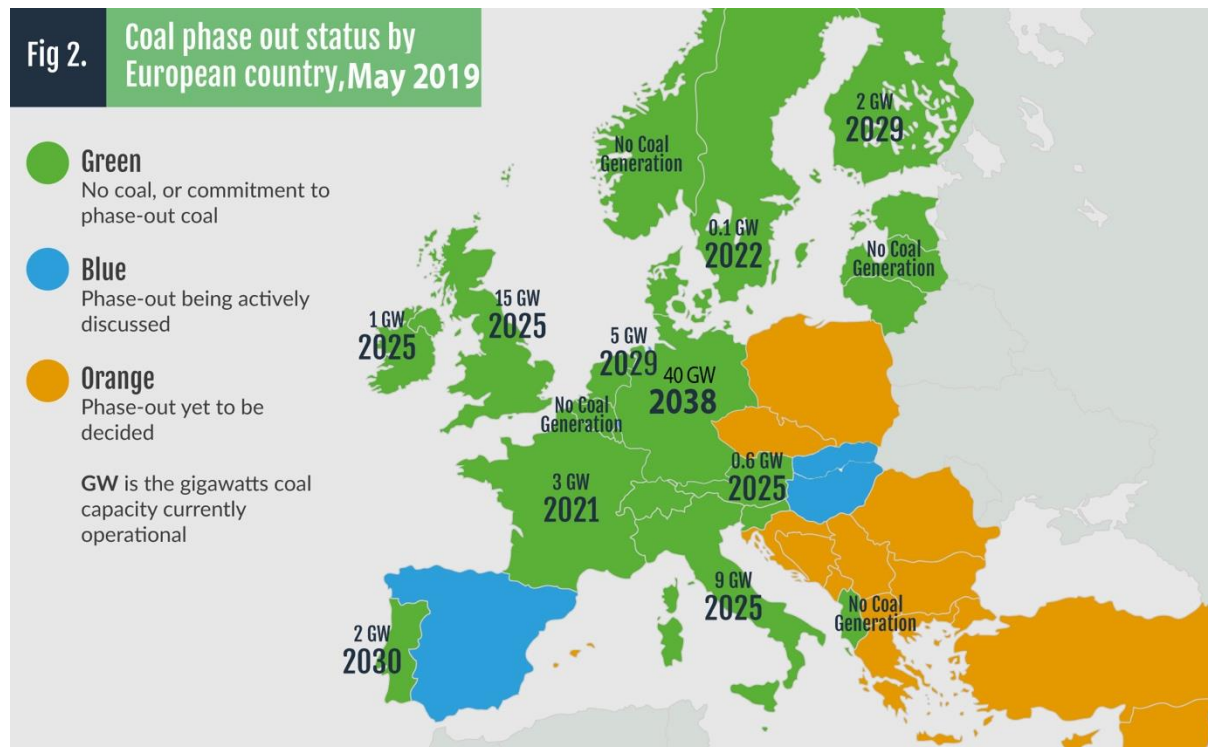 Fig 2.
Coal phase out status by
European country, May 2019
Green
No coal, or commitment to
phase-out coal
Blue
Phase-out being actively
discussed
Orange
Phase-out yet to be
decided
GW is the gigawatts coal
capacity currently
operational
2 GW
2029
No Coal
Generation
0.1 GW
2022
No Coal
Generation
15 GW
2025
1 GW
2025
5 GW
2029
40 GW
2038
No Coal
Generation
0.6 GW
2025
3 GW
2021
9 GW
2025
No Coal
Generation
2 GW
2030